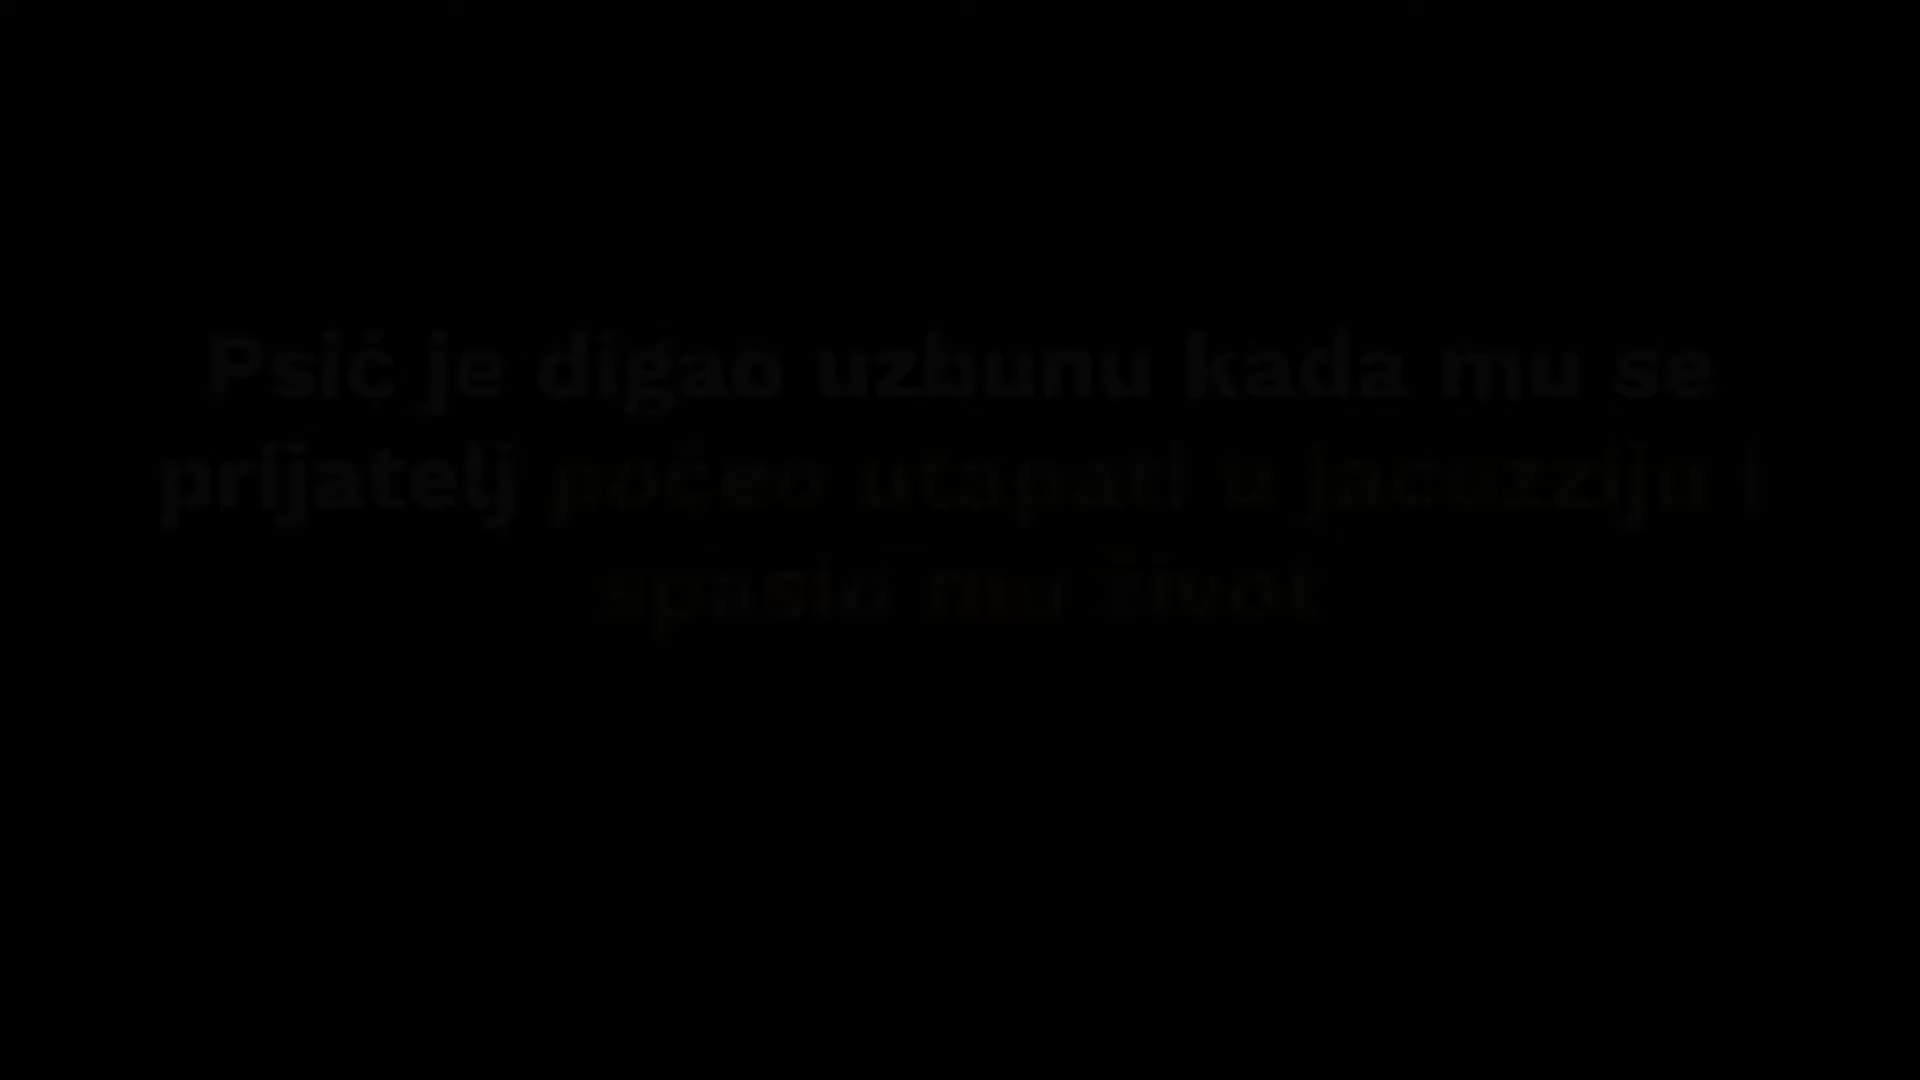 Psić je digao uzbunu kada mu se
prijatelj počeo utapati u jacuzziju i
spasio mu život